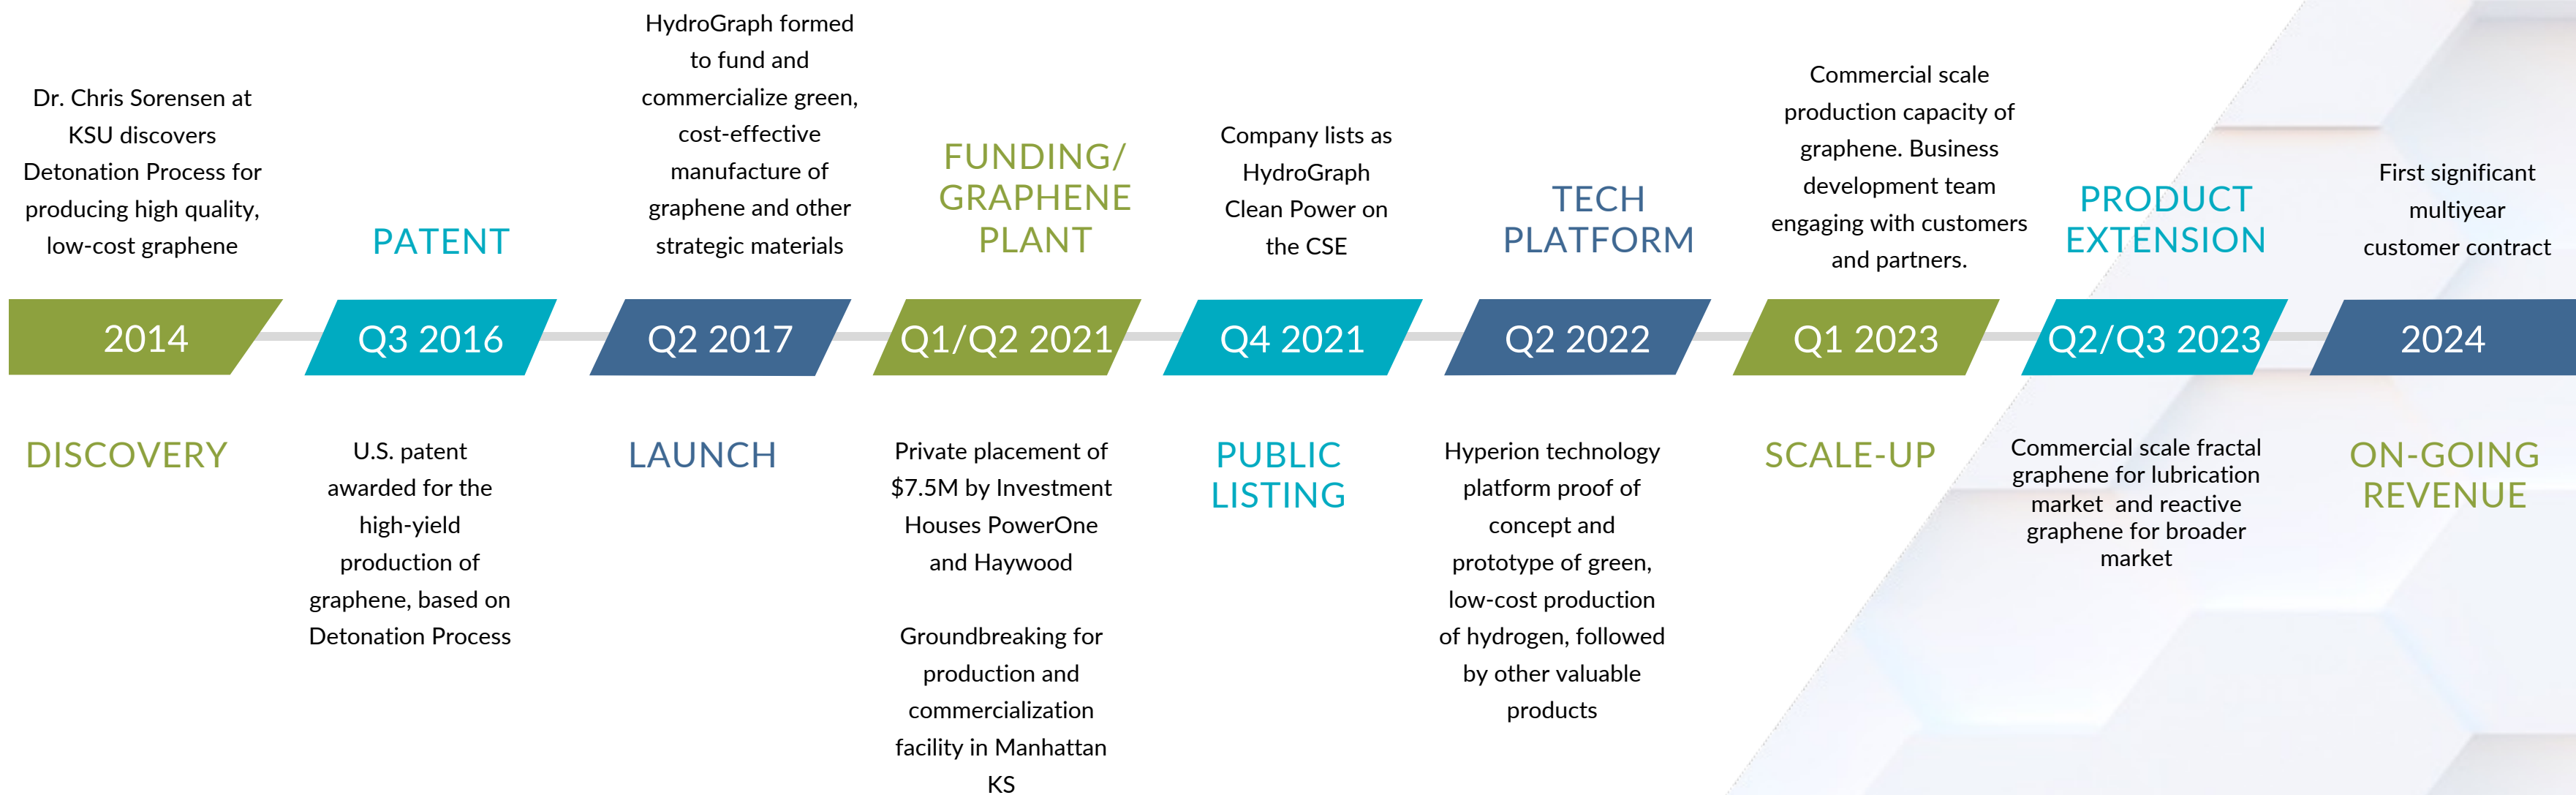 Dr. Chris Sorensen at
KSU discovers
Detonation Process for
producing high quality,
low-cost graphene
2014
DISCOVERY
PATENT
Q3 2016
U.S. patent
awarded for the
high-yield
production of
graphene, based on
Detonation Process
HydroGraph formed
to fund and
commercialize green,
cost-effective
manufacture of
graphene and other
strategic materials
Q2 2017
LAUNCH
FUNDING/
GRAPHENE
PLANT
Q1/Q2 2021
Private placement of
$7.5M by Investment
Houses PowerOne
and Haywood
Groundbreaking for
production and
commercialization
facility in Manhattan
KS
Company lists as
HydroGraph
Clean Power on
the CSE
Q4 2021
PUBLIC
LISTING
TECH
PLATFORM
Q2 2022
Hyperion technology
platform proof of
concept and
prototype of green,
low-cost production
of hydrogen, followed
by other valuable
products
Commercial scale
production capacity of
graphene. Business
development team
engaging with customers
and partners.
Q1 2023
SCALE-UP
PRODUCT
EXTENSION
Q2/Q3 2023
Commercial scale fractal
graphene for lubrication
market  and reactive
graphene for broader
market
First significant
multiyear
customer contract
2024
ON-GOING
REVENUE